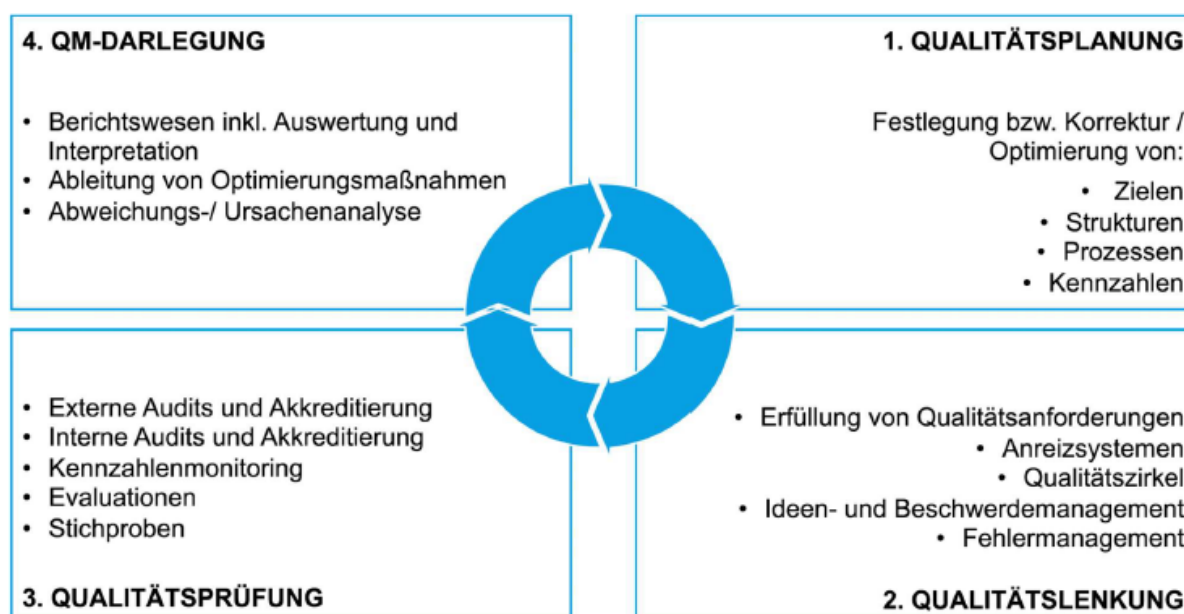 4. QM-DARLEGUNG
• Berichtswesen inkl. Auswertung und
Interpretation
• Ableitung von Optimierungsmaßnahmen
• Abweichungs-/ Ursachenanalyse
1. QUALITÄTSPLANUNG
Festlegung bzw. Korrektur /
Optimierung von:
• Zielen
• Strukturen
• Prozessen
• Kennzahlen
• Externe Audits und Akkreditierung
• Interne Audits und Akkreditierung
• Kennzahlenmonitoring
• Evaluationen
• Stichproben
3. QUALITÄTSPRÜFUNG
• Erfüllung von Qualitätsanforderungen
• Anreizsystemen
• Qualitätszirkel
• Ideen- und Beschwerdemanagement
• Fehlermanagement
2. QUALITÄTSLENKUNG